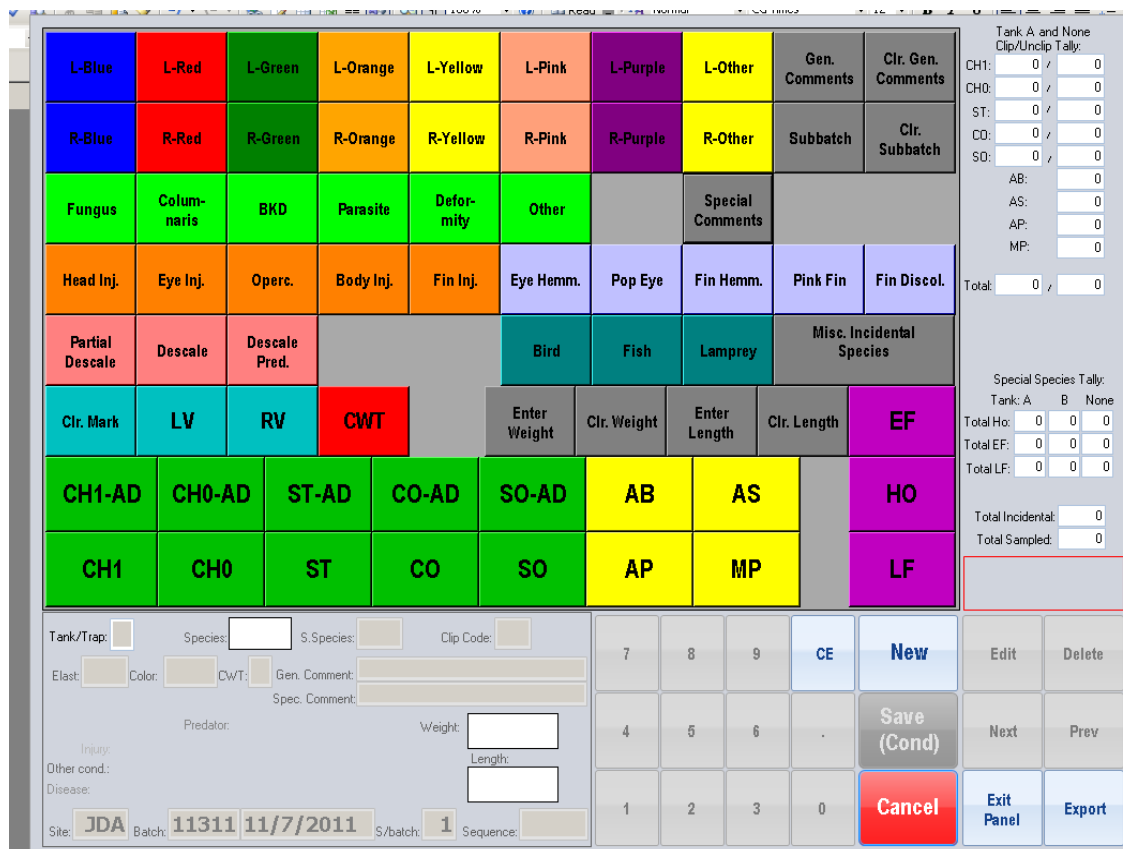 100%
Read
Normal
Cg Times
12
B
U
L-Blue L-Red L-Green L-Orange L-Yellow L-Pink L-Purple L-Other Gen. Comments Clr. Gen. Comments
R-Blue R-Red R-Green R-Orange R-Yellow R-Pink R-Purple R-Other Subbatch Clr. Subbatch
Fungus Colum-naris BKD Parasite Defor-mity Other Special Comments
Head Inj. Eye Inj. Operc. Body Inj. Fin Inj. Eye Hemm. Pop Eye Fin Hemm. Pink Fin Fin Discol.
Partial Descale Descale Descale Pred. Bird Fish Lamprey Misc. Incidental Species
Clr. Mark LV RV CWT Enter Weight Clr. Weight Enter Length Clr. Length EF
CH1-AD CH0-AD ST-AD CO-AD SO-AD AB AS HO
CH1 CH0 ST CO SO AP MP LF
Tank A and None
Clip/Unclip Tally:
CH1: 0 / 0
CH0: 0 / 0
ST: 0 / 0
CO: 0 / 0
SO: 0 / 0
AB: 0
AS: 0
AP: 0
MP: 0
Total: 0 / 0
Special Species Tally:
Tank: A B None
Total Ho: 0 0 0
Total EF: 0 0 0
Total LF: 0 0 0
Total Incidental: 0
Total Sampled: 0
Tank/Trap: Species: S.Species: Clip Code:
Elast: Color: CWT: Gen. Comment:
Spec. Comment:
Predator: Weight:
Injury:
Length:
Other cond.:
Disease:
Site: JDA Batch: 11311 11/7/2011 S/batch: 1 Sequence:
7 8 9 CE New Edit Delete
4 5 6 . Save (Cond) Next Prev
1 2 3 0 Cancel Exit Panel Export